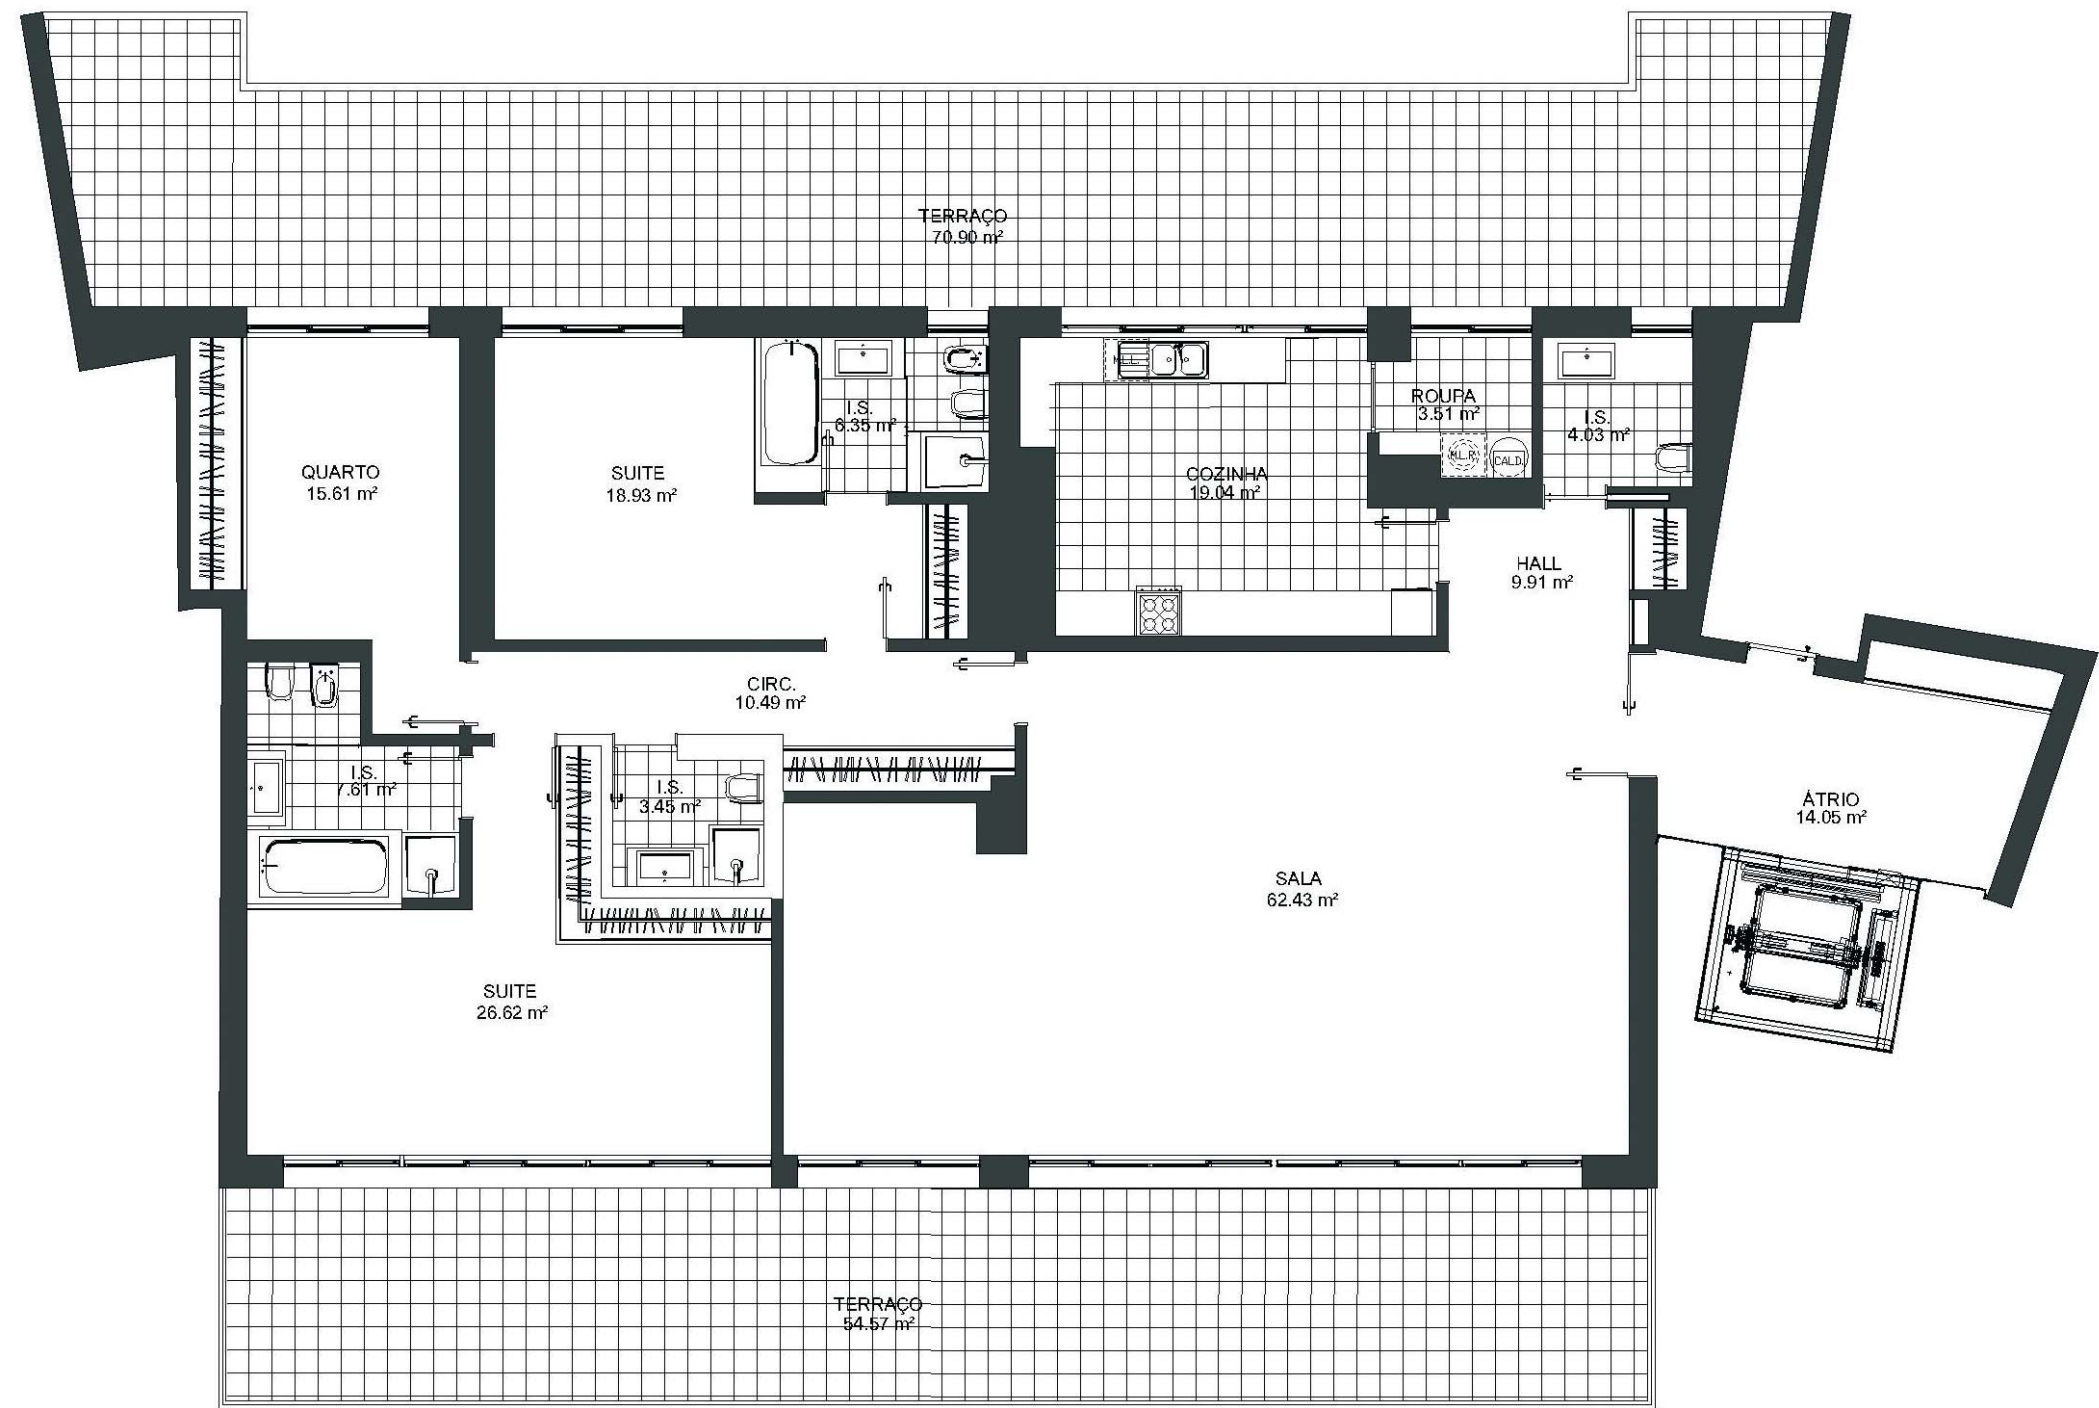 TERRAÇO
70.90 m²
QUARTO
15.61 m²
SUITE
18.93 m²
I.S.
6.35 m²
M.L.L.
COZINHA
19.04 m²
ROUPA
3.51 m²
M.L.R.
CALD.
I.S.
4.03 m²
HALL
9.91 m²
CIRC.
10.49 m²
I.S.
7.61 m²
I.S.
3.45 m²
ÁTRIO
14.05 m²
SALA
62.43 m²
SUITE
26.62 m²
TERRAÇO
54.57 m²